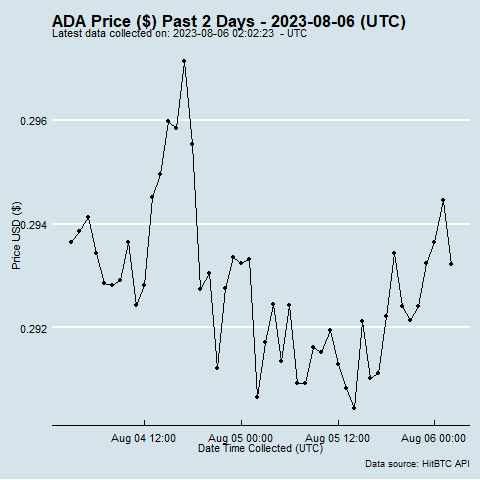 ADA Price ($) Past 2 Days - 2023-08-06 (UTC)
Latest data collected on: 2023-08-06 02:02:23 - UTC
0.296
0.294
0.292
Price USD ($)
Aug 04 12:00 Aug 05 00:00 Aug 05 12:00 Aug 06 00:00
Date Time Collected (UTC)
Data source: HitBTC API